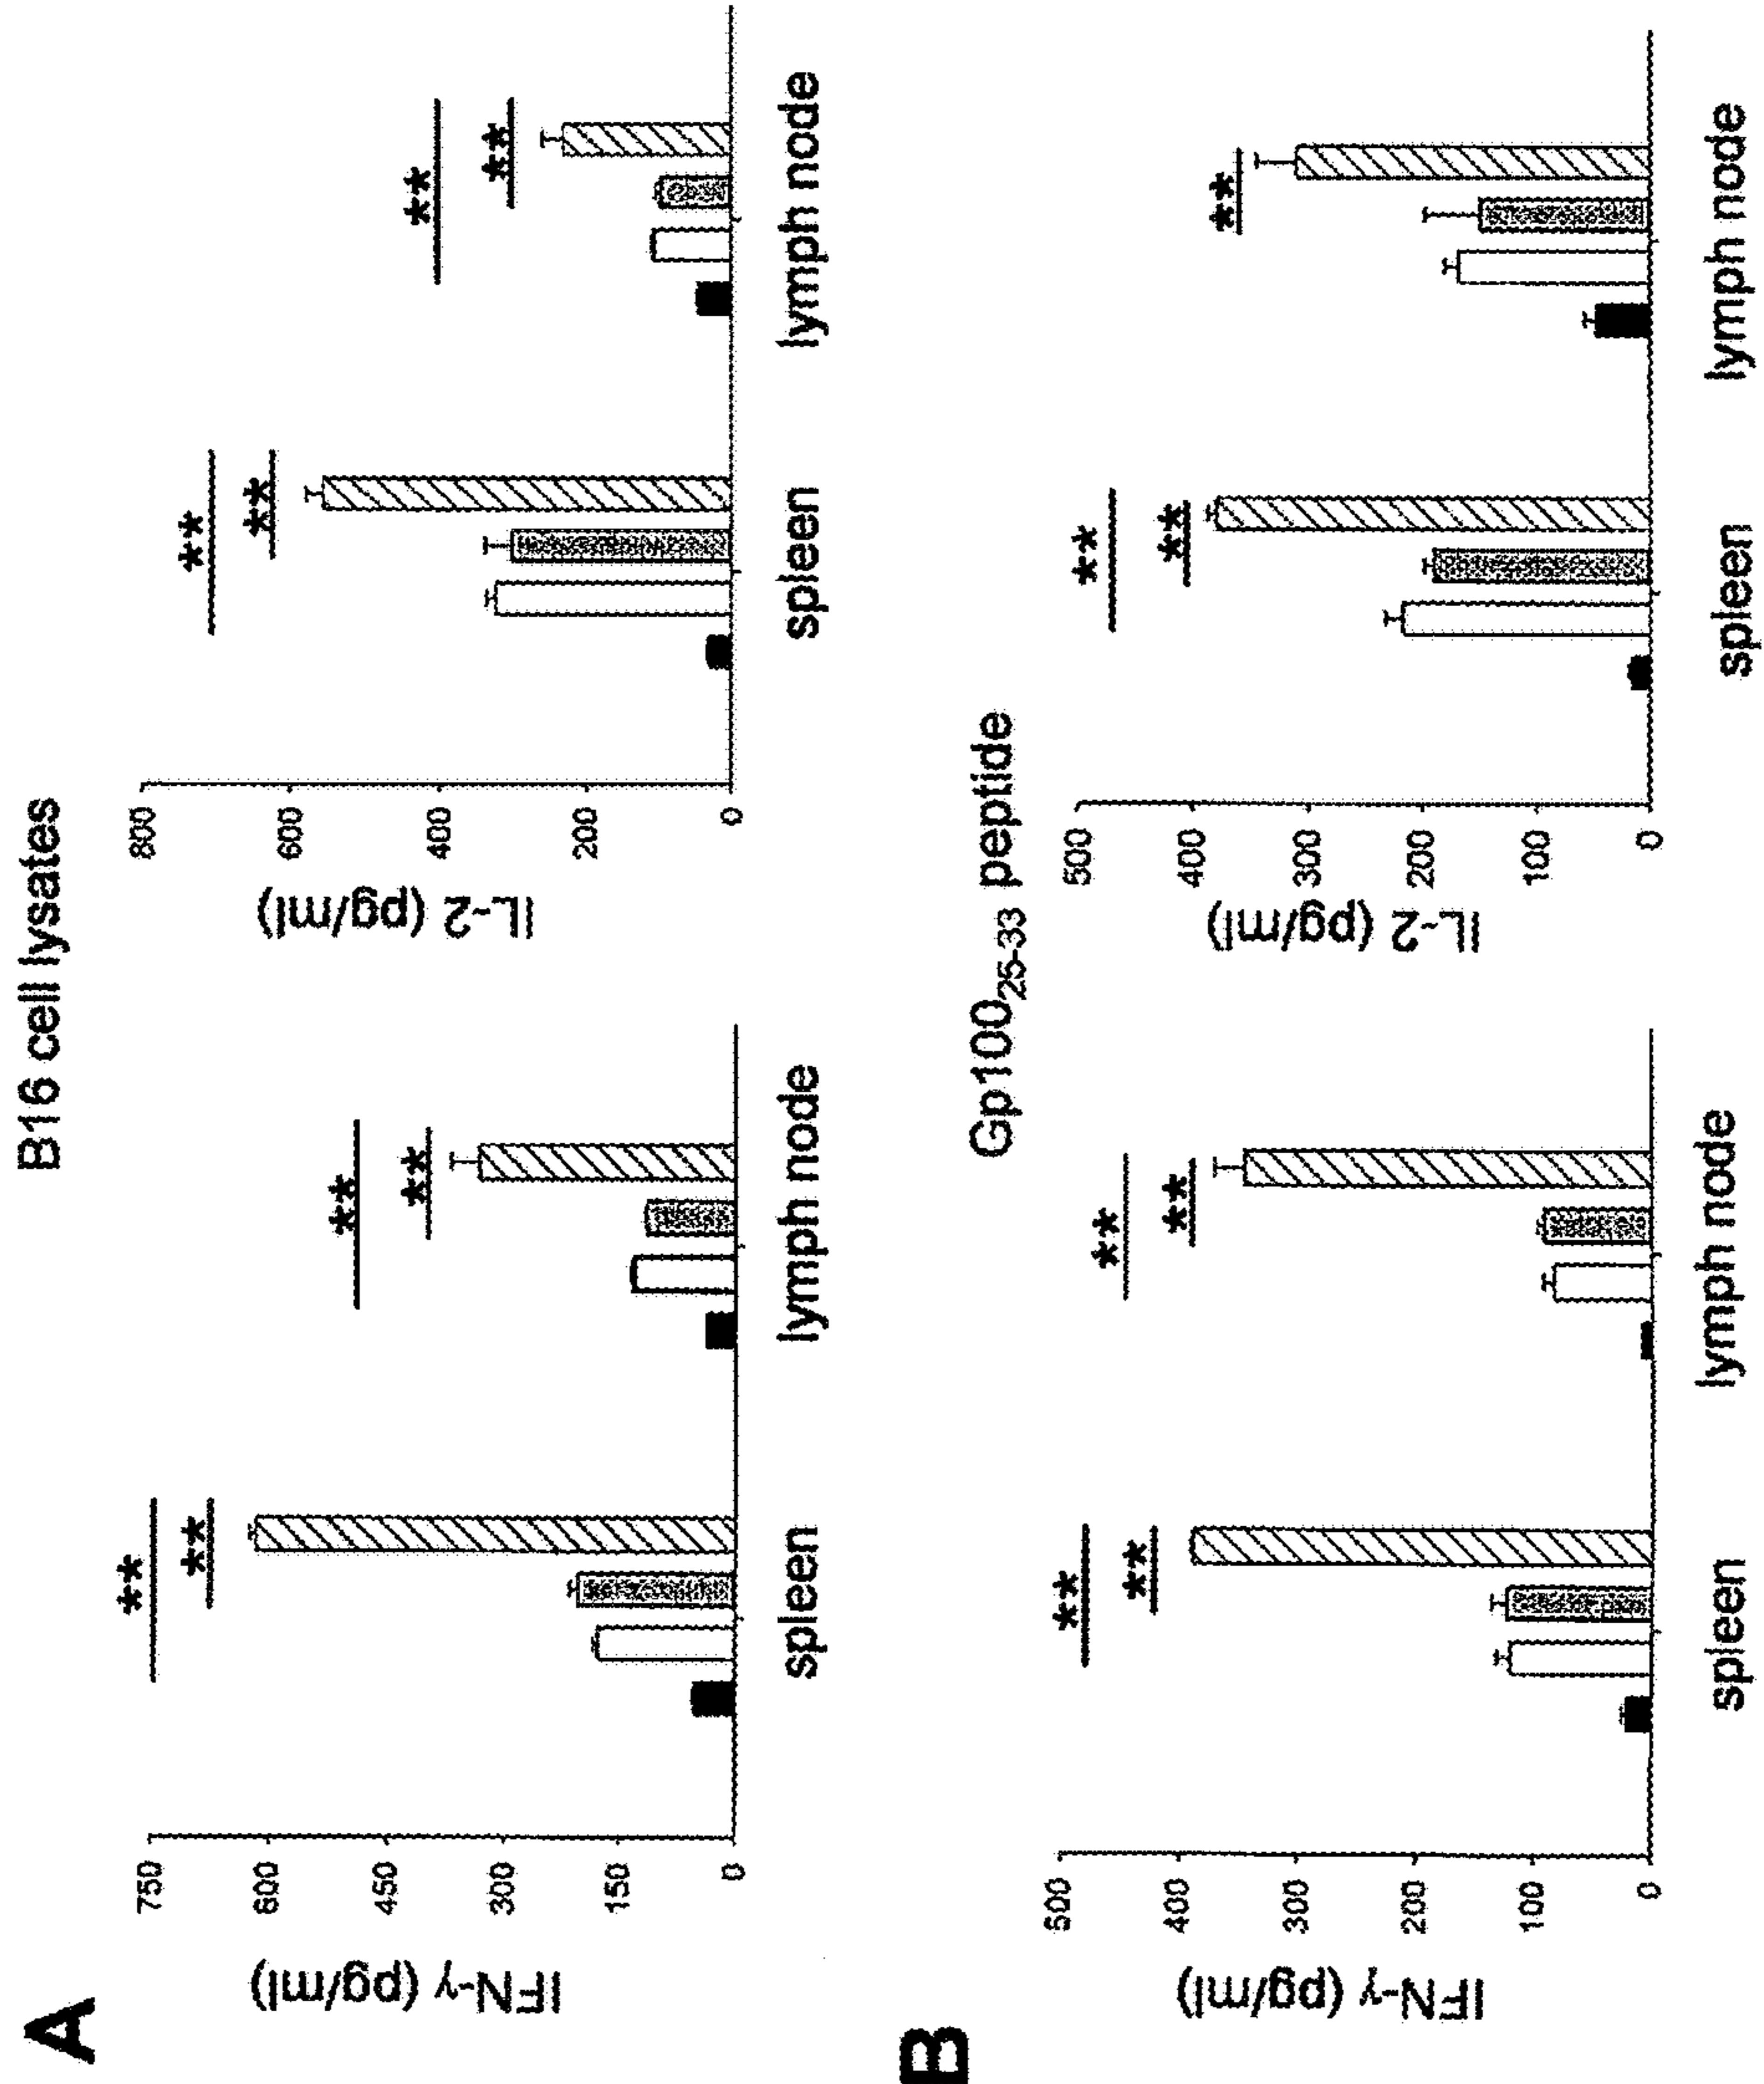 A
B16 cell lysates
IFN-γ (pg/ml)
750
600
450
300
150
0
** ** ** **
spleen lymph node
IL-2 (pg/ml)
800
600
400
200
0
** ** ** **
spleen lymph node
B
Gp100₂₅₋₃₃ peptide
IFN-γ (pg/ml)
500
400
300
200
100
0
** ** ** **
spleen lymph node
IL-2 (pg/ml)
500
400
300
200
100
0
** ** **
spleen lymph node